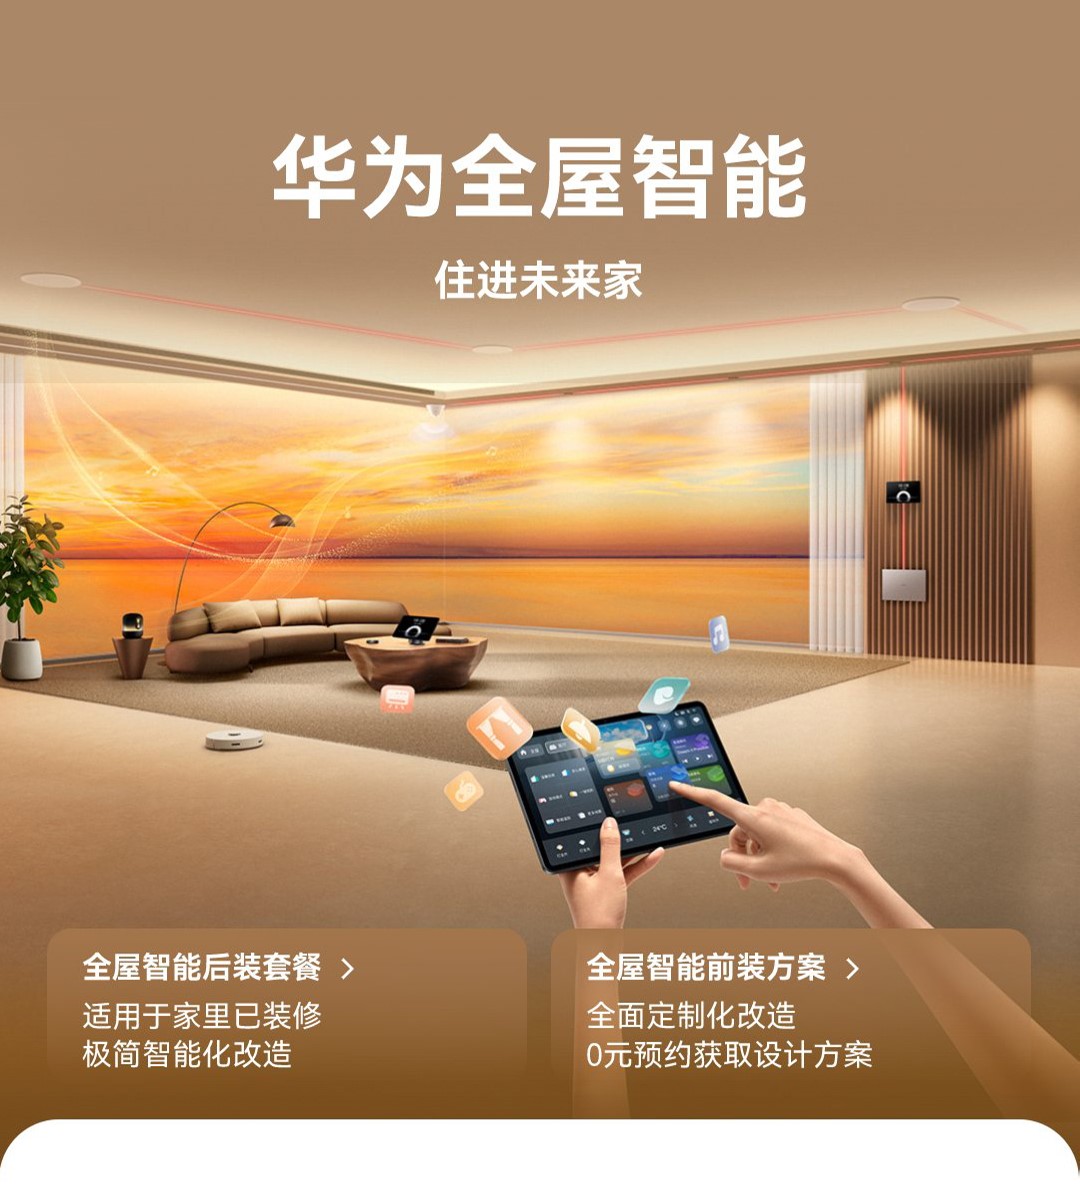 华为全屋智能
住进未来家
24°C
全屋智能后装套餐
适用于家里已装修
极简智能化改造
全屋智能前装方案
全面定制化改造
0元预约获取设计方案